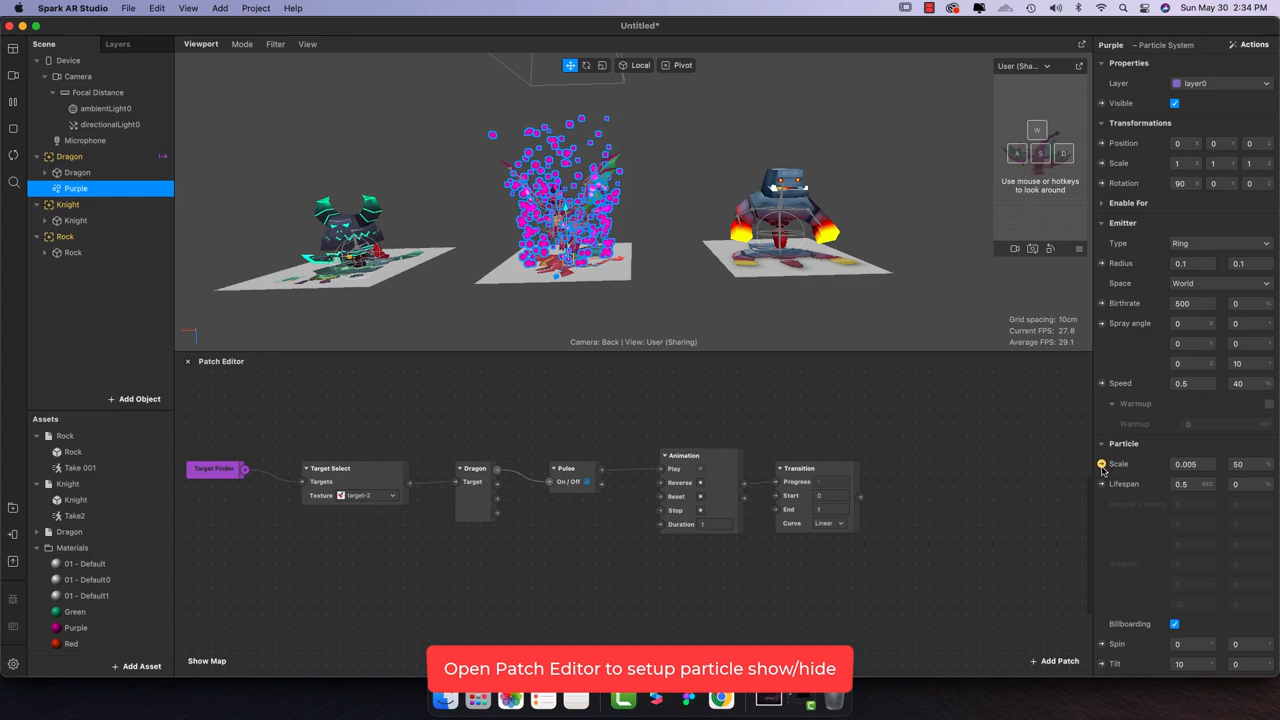 Spark AR Studio File Edit View Add Project Help Sun May 30 2:34 PM
Untitled*
Scene Layers
Device
Camera
Focal Distance
ambientLight0
directionalLight0
Microphone
Dragon
Dragon
Purple
Knight
Knight
Rock
Rock
+ Add Object
Assets
Rock
Rock
Take 001
Knight
Knight
Take2
Dragon
Materials
01 - Default
01 - Default0
01 - Default1
Green
Purple
Red
+ Add Asset
Viewport Mode Filter View
Local Pivot
User (Sha...
W
A S D
Use mouse or hotkeys
to look around
Grid spacing: 10cm
Current FPS: 27.8
Average FPS: 29.1
Camera: Back | View: User (Sharing)
Patch Editor
Target Finder
Target Select
Targets
Texture target-2
Dragon
Target
Pulse
On / Off
Animation
Play
Reverse
Reset
Stop
Duration 1
Transition
Progress 1
Start 0
End 1
Curve Linear
Show Map
+ Add Patch
Purple – Particle System Actions
Properties
Layer layer0
Visible
Transformations
Position 0 X 0 Y 0 Z
Scale 1 X 1 Y 1 Z
Rotation 90 X 0 Y 0 Z
Enable For
Emitter
Type Ring
Radius 0.1 0.1
Space World
Birthrate 500 0 %
Spray angle 0 X 0 °
0 Y 0 °
0 Z 10 °
Speed 0.5 40 %
Warmup
Warmup 0 SEC
Particle
Scale 0.005 50 %
Lifespan 0.5 SEC 0 %
Angular Velocity
Rotation
Billboarding
Spin 0 ° 0 %
Tilt 10 ° 0 %
Open Patch Editor to setup particle show/hide